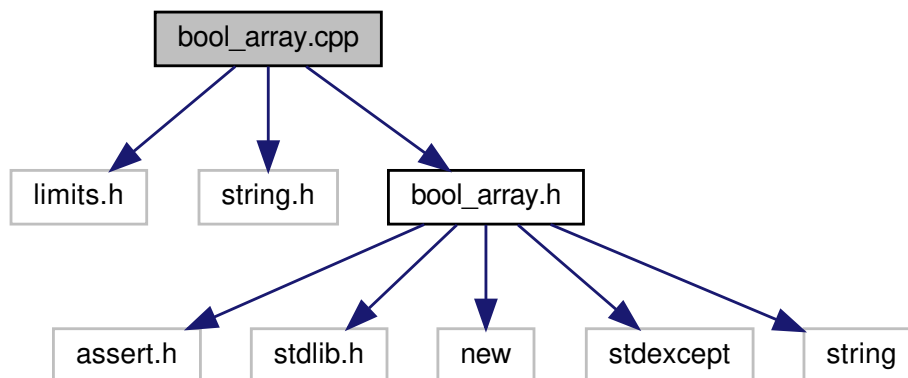 bool_array.cpp
limits.h
string.h
bool_array.h
assert.h
stdlib.h
new
stdexcept
string